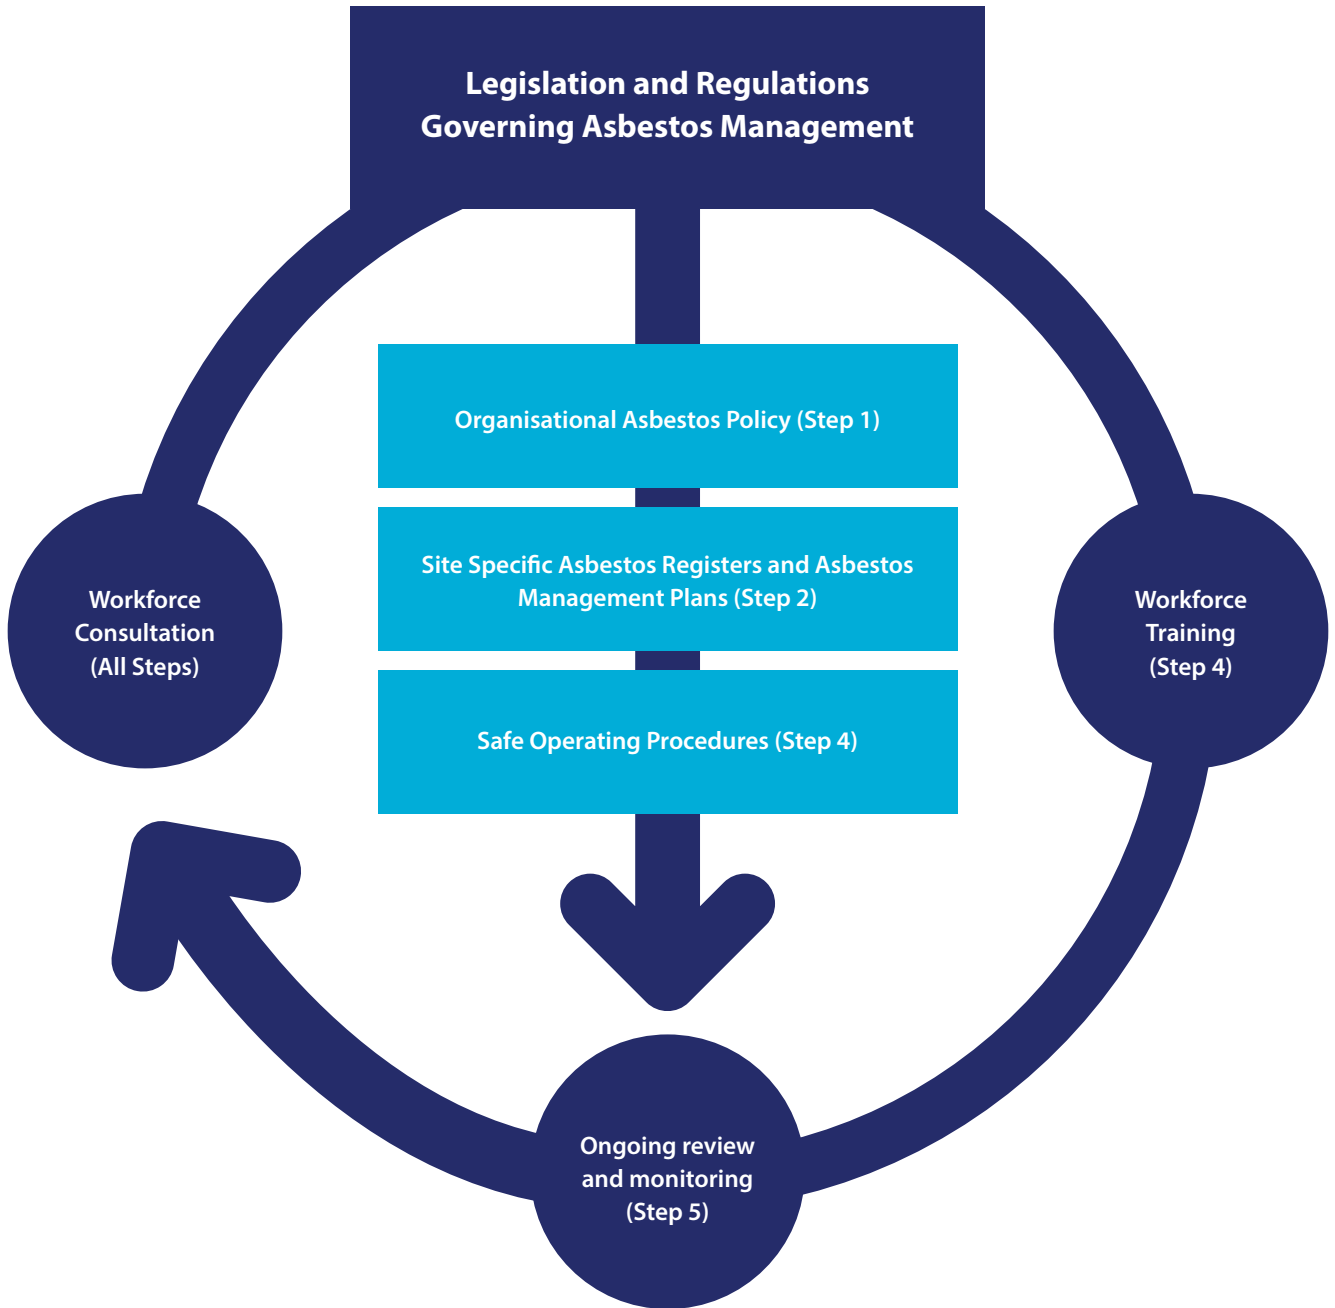 Legislation and Regulations
Governing Asbestos Management
Organisational Asbestos Policy (Step 1)
Site Specific Asbestos Registers and Asbestos
Management Plans (Step 2)
Safe Operating Procedures (Step 4)
Workforce
Consultation
(All Steps)
Workforce
Training
(Step 4)
Ongoing review
and monitoring
(Step 5)